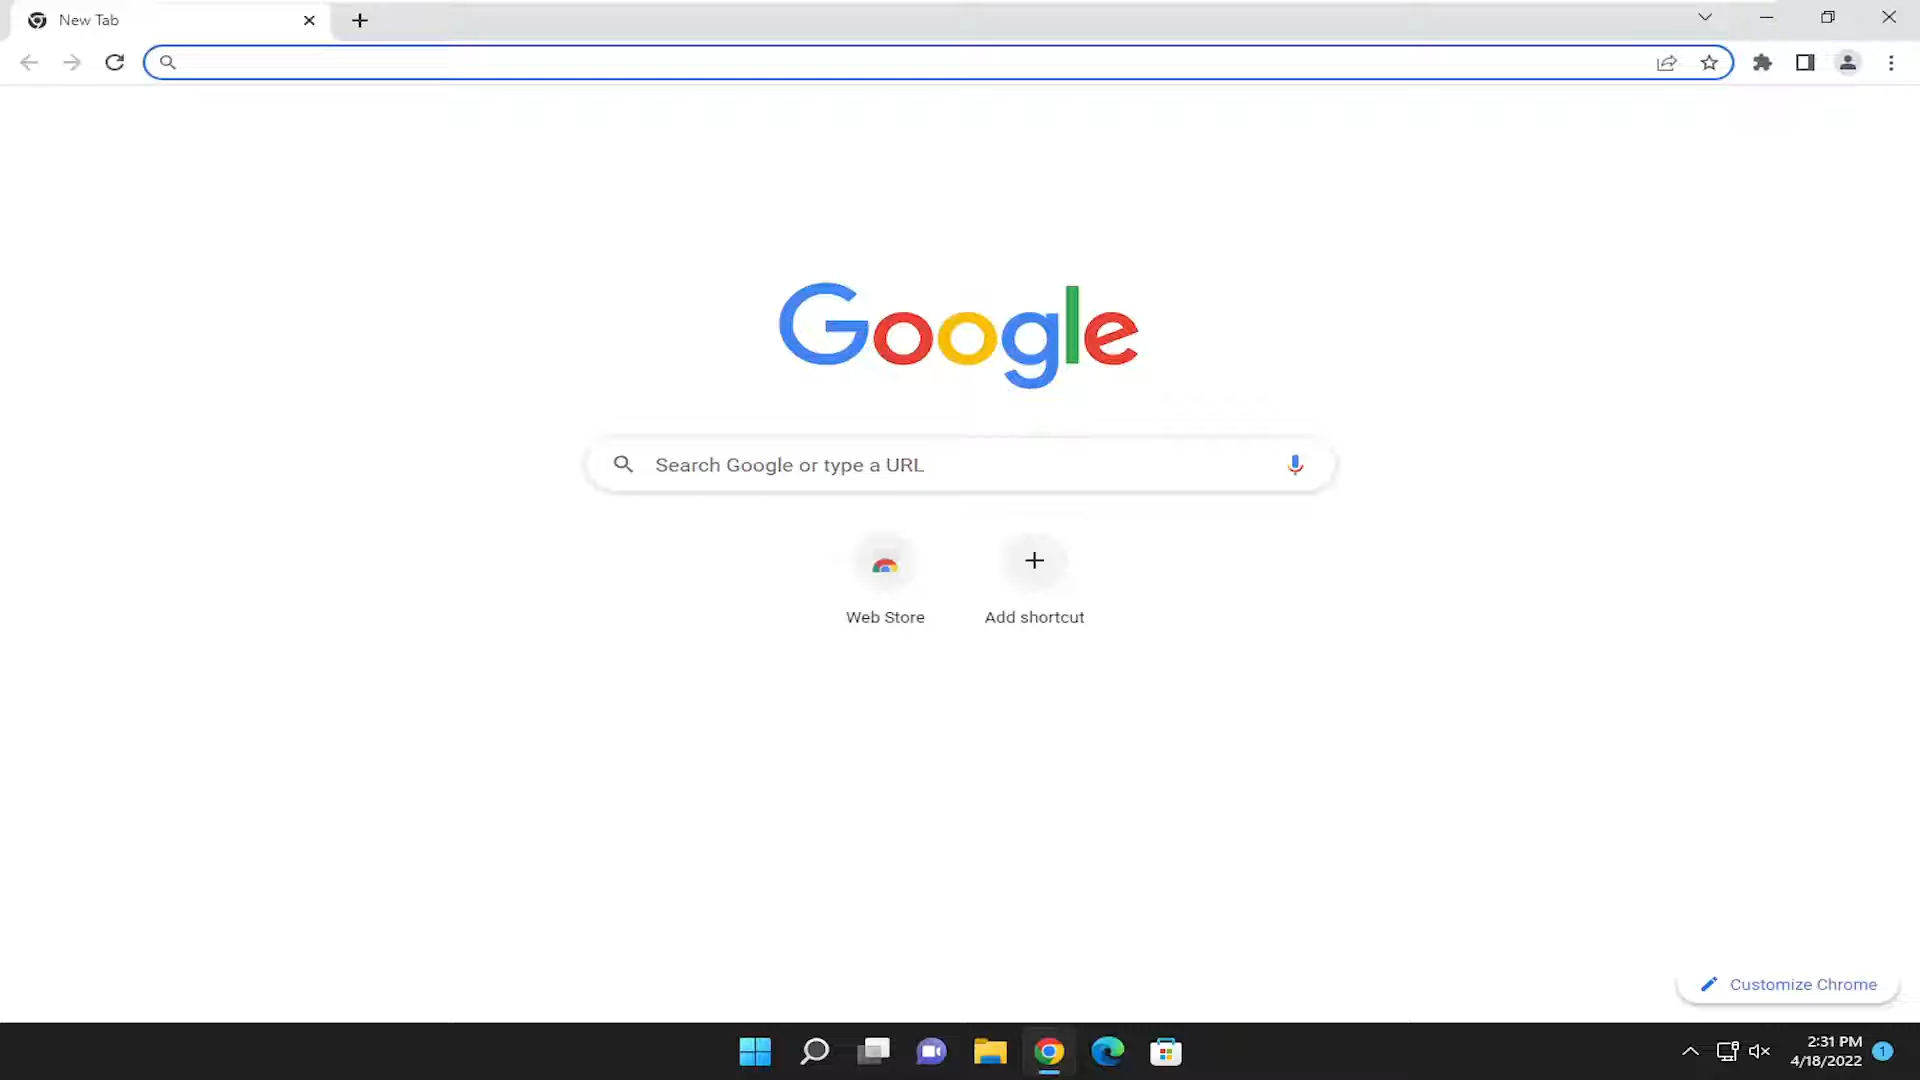 New Tab
Google
Search Google or type a URL
Web Store
Add shortcut
Customize Chrome
2:31 PM
4/18/2022
1